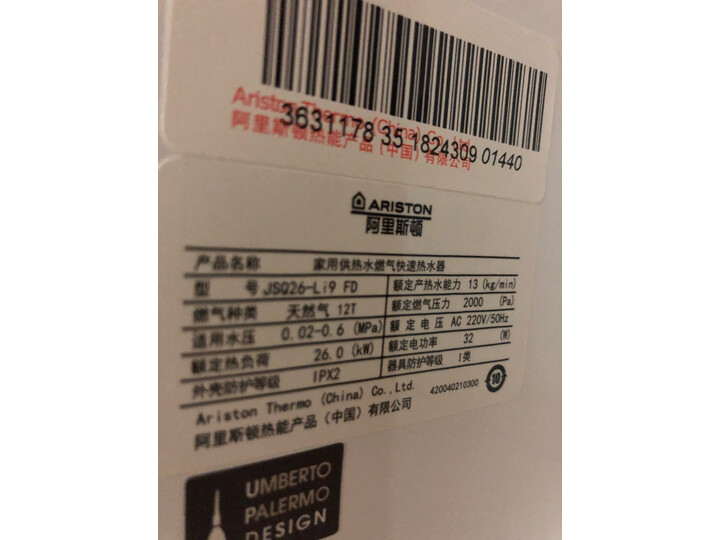 Ariston Thermo (China) Co., Ltd.
3631178 35 1824309 01440
阿里斯顿热能产品(中国)有限公司
ARISTON
阿里斯顿
产品名称 家用供热水燃气快速热水器
型 号 JSQ26-Li9 FD 额定产热水能力 13 (kg/min)
燃气种类 天然气 12T 额定燃气压力 2000 (Pa)
适用水压 0.02-0.6 (MPa) 额定电压 AC 220V/50Hz
额定热负荷 26.0 (kW) 额定电功率 32 (W)
外壳防护等级 IPX2 器具防护等级 I类
Ariston Thermo (China) Co.,Ltd. 420040210300 10
阿里斯顿热能产品(中国)有限公司
UMBERTO
PALERMO
DESIGN